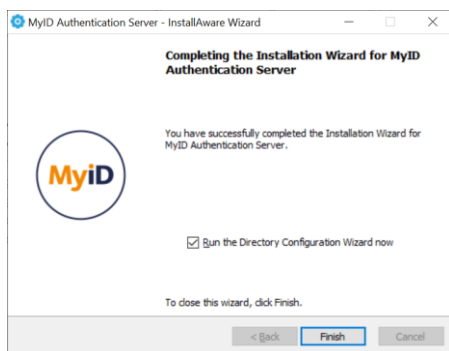 MyID Authentication Server - InstallAware Wizard
Completing the Installation Wizard for MyID
Authentication Server
You have successfully completed the Installation Wizard for
MyID Authentication Server.
MyiD
Run the Directory Configuration Wizard now
To close this wizard, click Finish.
< Back
Finish
Cancel